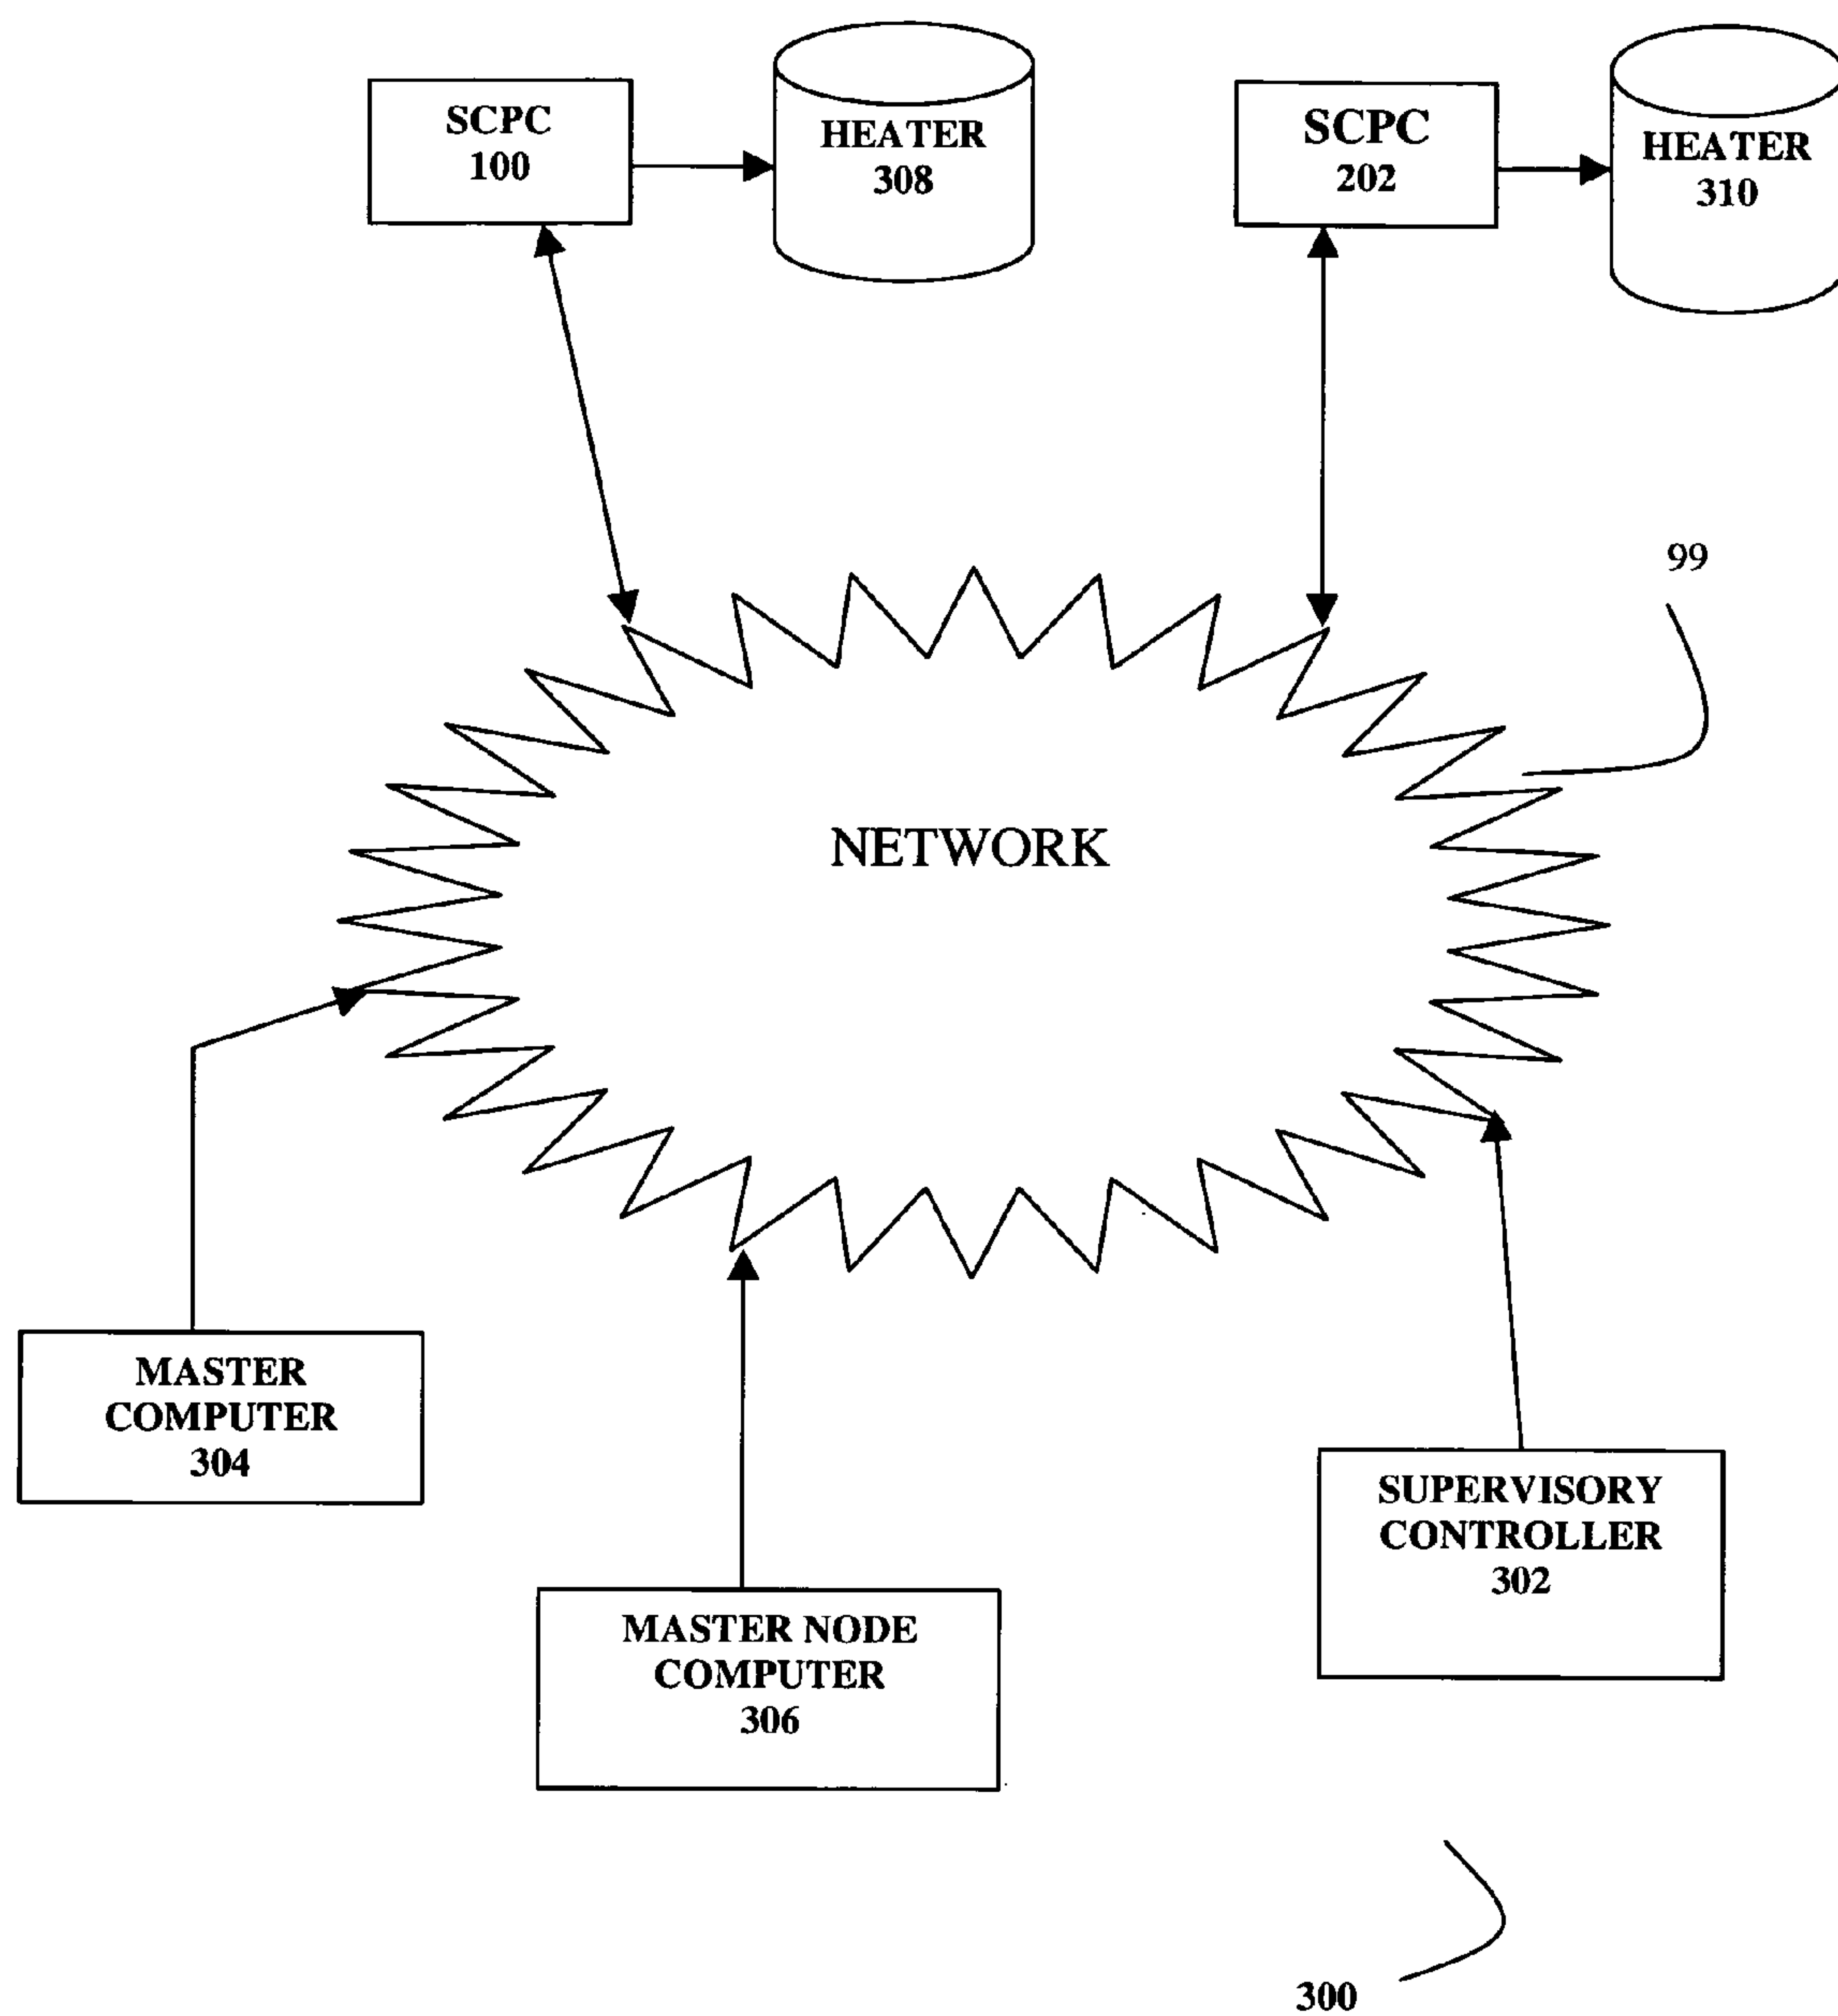 SCPC
100
HEATER
308
SCPC
202
HEATER
310
99
NETWORK
MASTER
COMPUTER
304
MASTER NODE
COMPUTER
306
SUPERVISORY
CONTROLLER
302
300